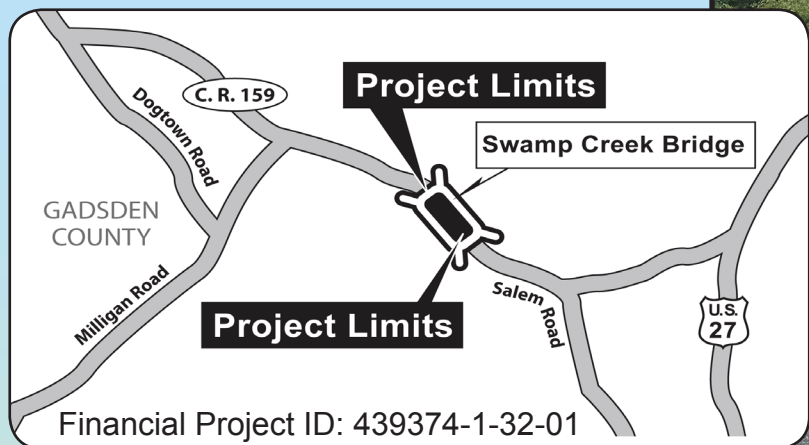 Project Limits
C. R. 159
Dogtown Road
Swamp Creek Bridge
GADSDEN
COUNTY
Milligan Road
Project Limits
Salem
Road
U.S.
27
Financial Project ID: 439374-1-32-01